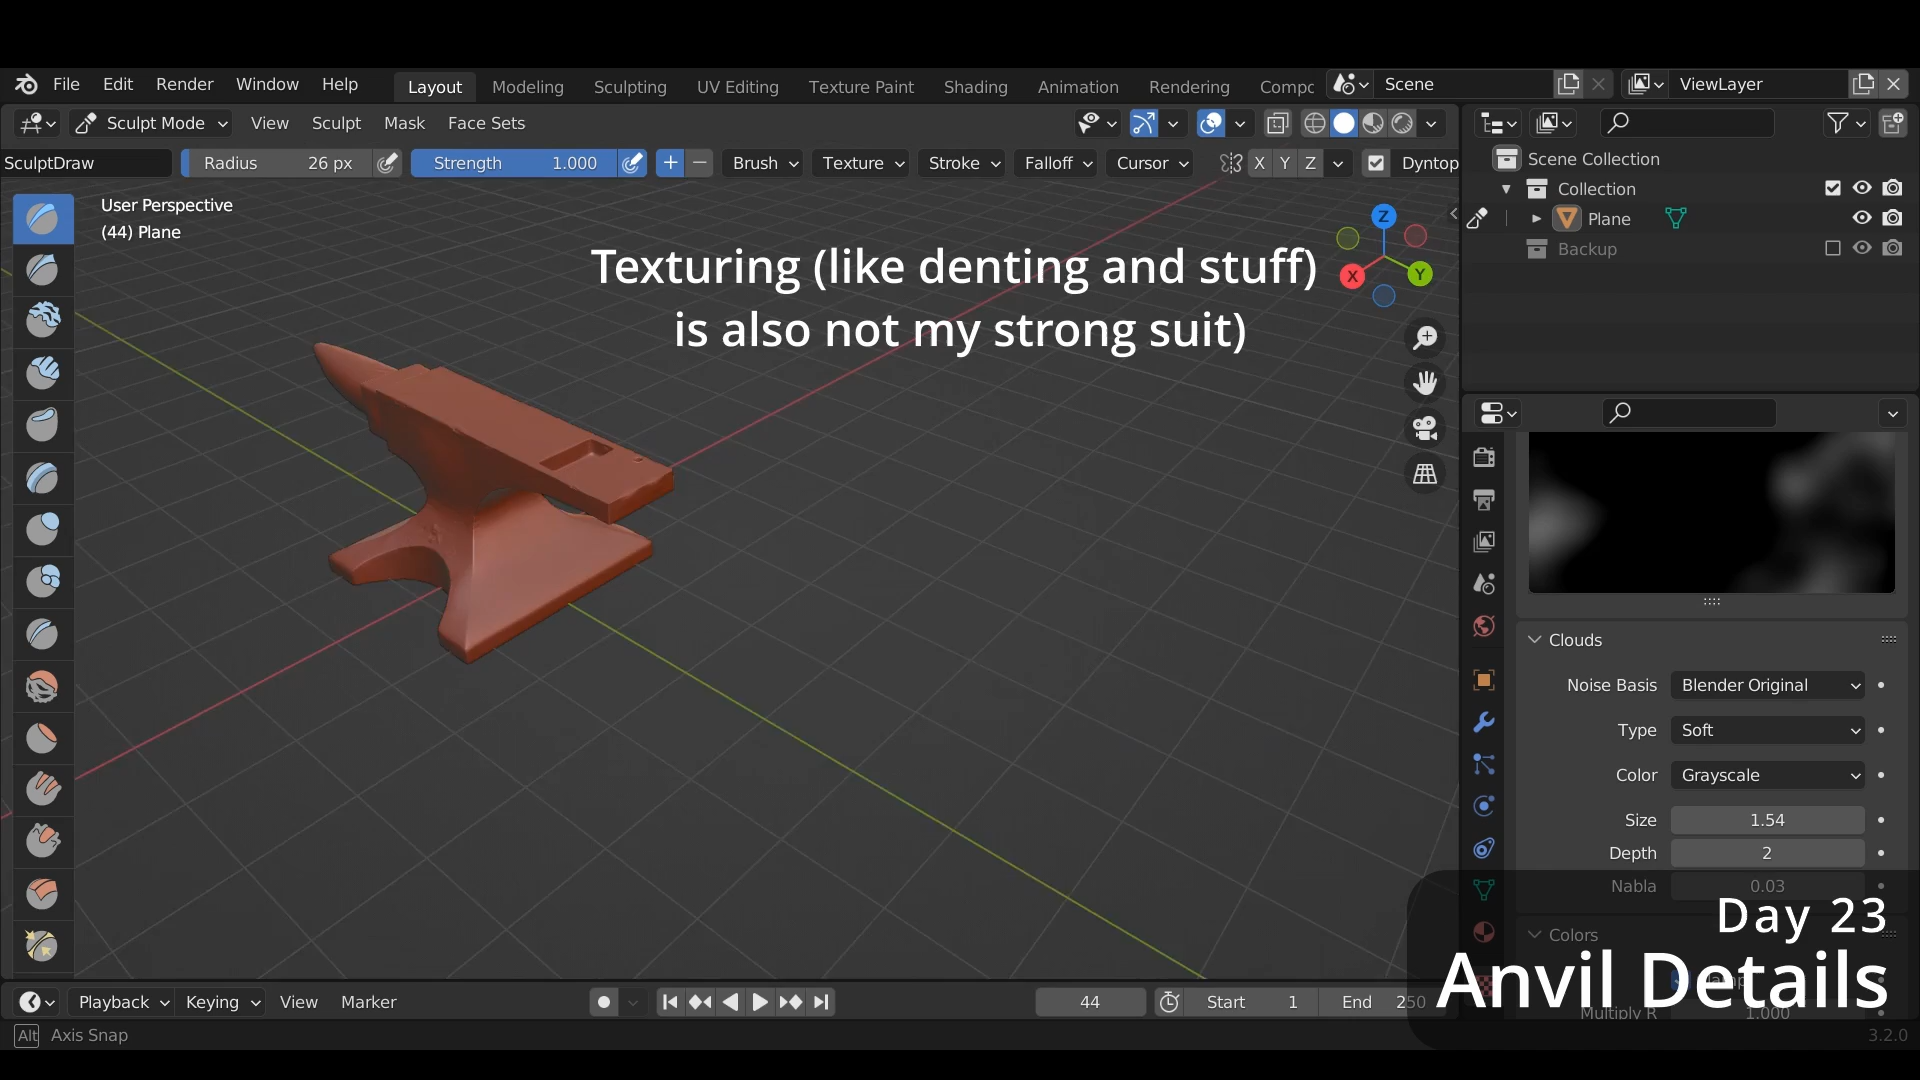 File Edit Render Window Help Layout Modeling Sculpting UV Editing Texture Paint Shading Animation Rendering Compc Scene ViewLayer
Sculpt Mode View Sculpt Mask Face Sets
SculptDraw Radius 26 px Strength 1.000 + − Brush Texture Stroke Falloff Cursor X Y Z Dyntop
Scene Collection
Collection
Plane
Backup
User Perspective
(44) Plane
Texturing (like denting and stuff)
is also not my strong suit)
Z
X Y
Clouds
Noise Basis Blender Original
Type Soft
Color Grayscale
Size 1.54
Depth 2
Nabla 0.03
Colors
Multiply R 1.000
Day 23
Anvil Details
Playback Keying View Marker 44 Start 1 End 250
Alt Axis Snap 3.2.0